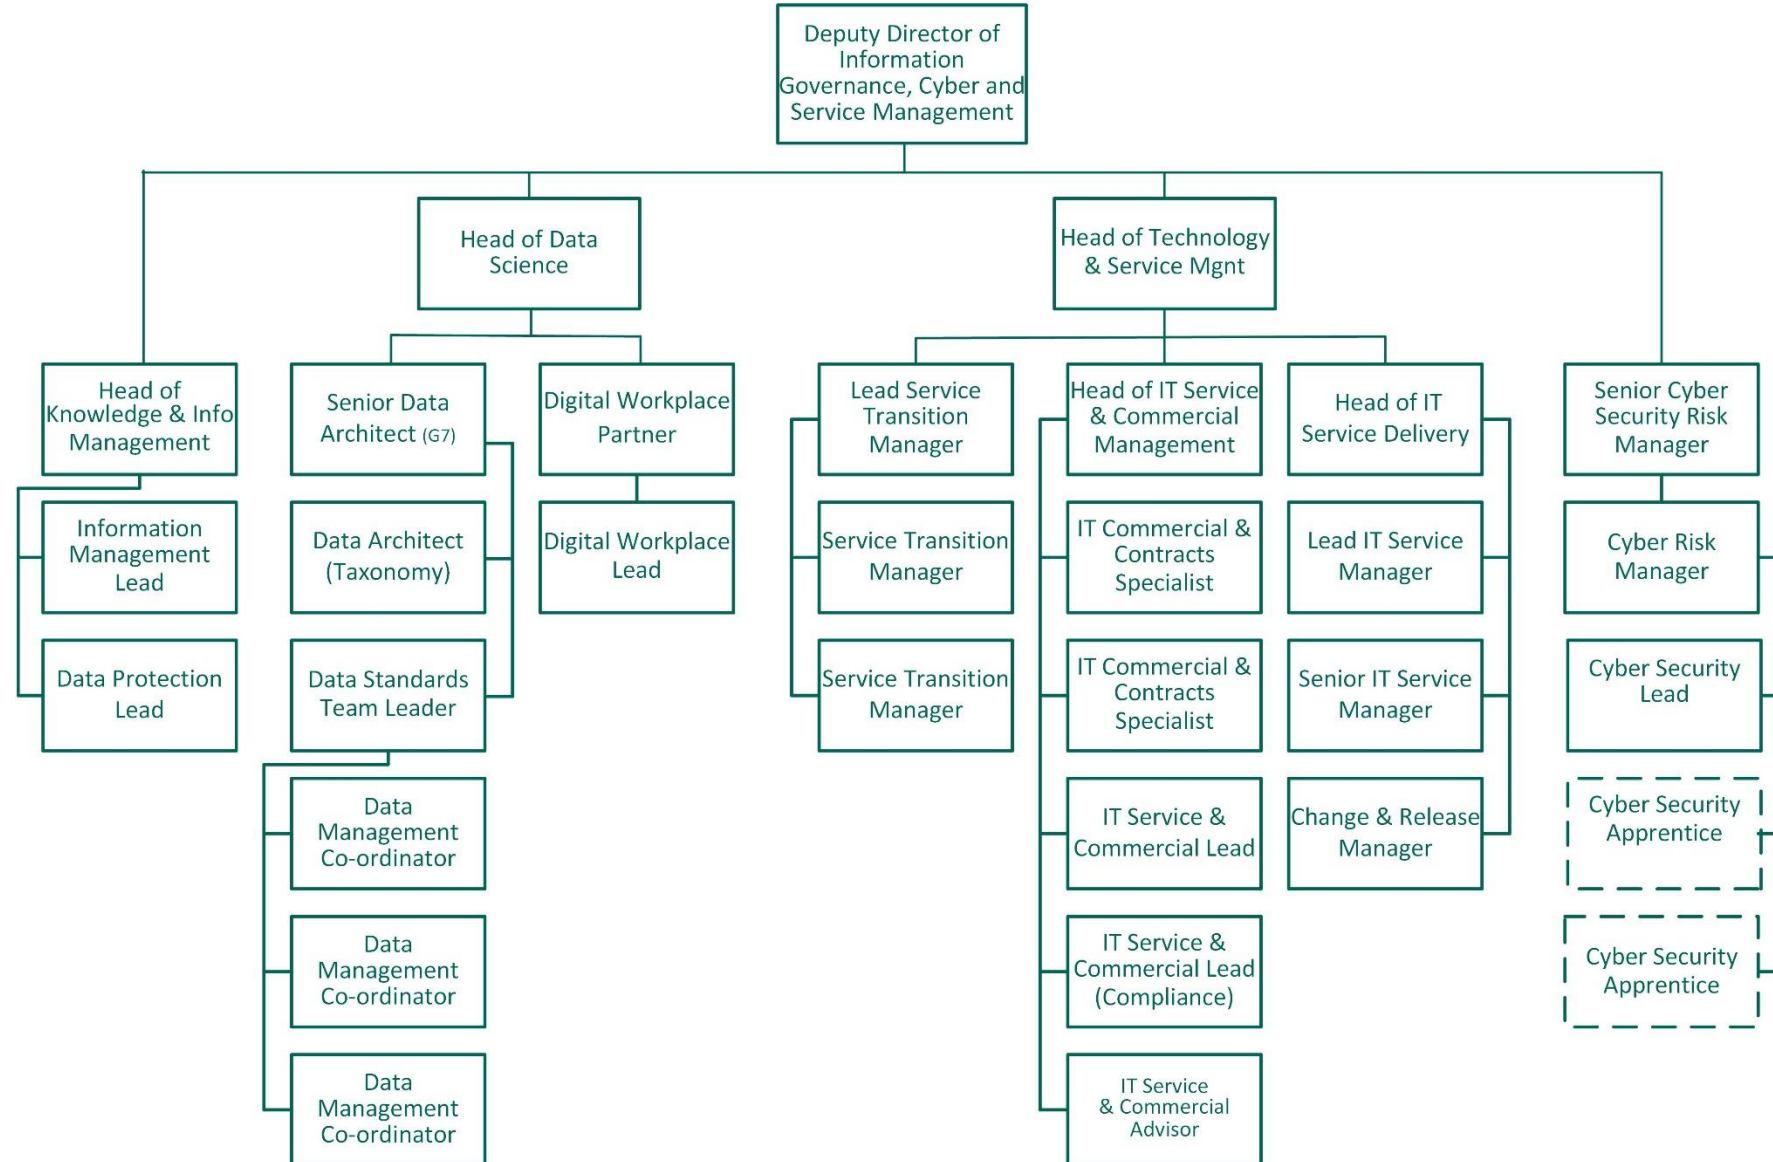 Deputy Director of
Information
Governance, Cyber and
Service Management
Head of Data
Science
Head of Technology
& Service Mgnt
Head of
Knowledge & Info
Management
Senior Data
Architect (G7)
Digital Workplace
Partner
Lead Service
Transition
Manager
Head of IT Service
& Commercial
Management
Head of IT
Service Delivery
Senior Cyber
Security Risk
Manager
Information
Management
Lead
Data Architect
(Taxonomy)
Digital Workplace
Lead
Service Transition
Manager
IT Commercial &
Contracts
Specialist
Lead IT Service
Manager
Cyber Risk
Manager
Data Protection
Lead
Data Standards
Team Leader
Service Transition
Manager
IT Commercial &
Contracts
Specialist
Senior IT Service
Manager
Cyber Security
Lead
Data
Management
Co-ordinator
IT Service &
Commercial Lead
Change & Release
Manager
Cyber Security
Apprentice
Data
Management
Co-ordinator
IT Service &
Commercial Lead
(Compliance)
Cyber Security
Apprentice
Data
Management
Co-ordinator
IT Service
& Commercial
Advisor